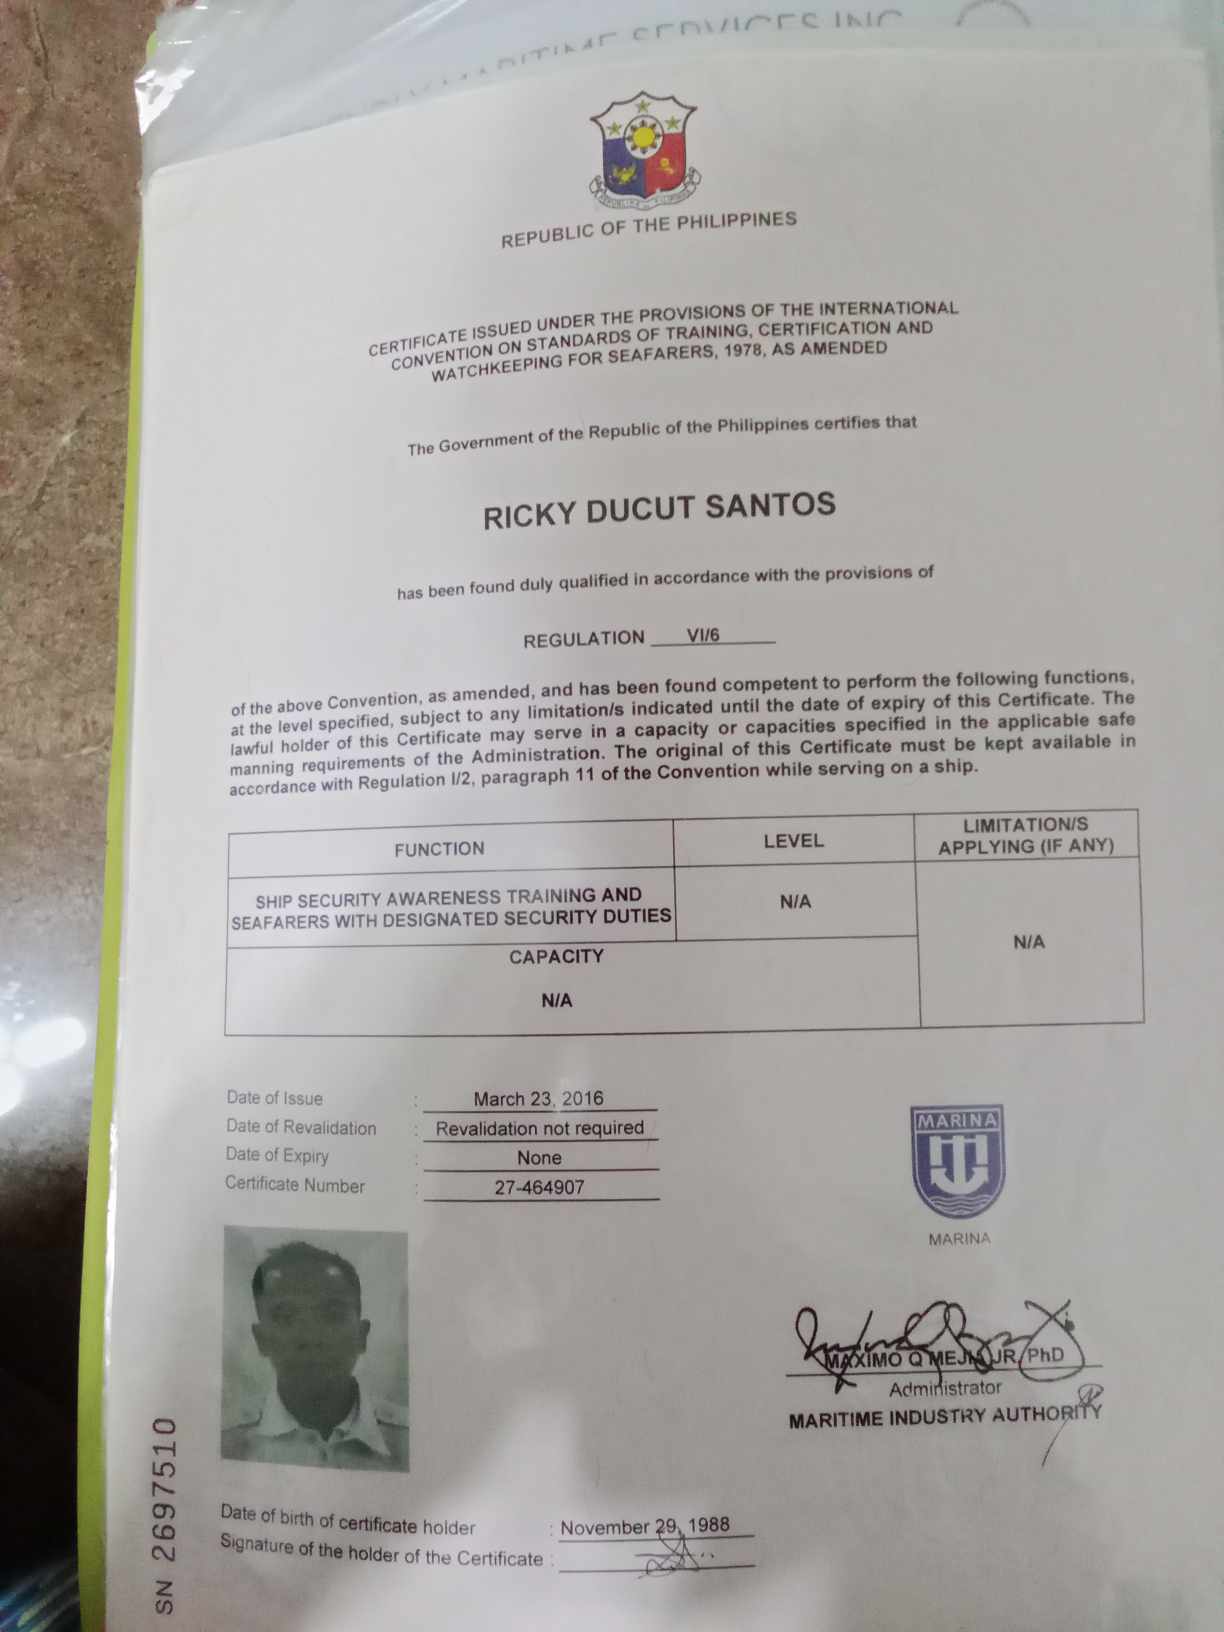 MARITIME SERVICES INC
REPUBLIC OF THE PHILIPPINES
CERTIFICATE ISSUED UNDER THE PROVISIONS OF THE INTERNATIONAL
CONVENTION ON STANDARDS OF TRAINING, CERTIFICATION AND
WATCHKEEPING FOR SEAFARERS, 1978, AS AMENDED
The Government of the Republic of the Philippines certifies that
RICKY DUCUT SANTOS
has been found duly qualified in accordance with the provisions of
REGULATION VI/6
of the above Convention, as amended, and has been found competent to perform the following functions,
at the level specified, subject to any limitation/s indicated until the date of expiry of this Certificate. The
lawful holder of this Certificate may serve in a capacity or capacities specified in the applicable safe
manning requirements of the Administration. The original of this Certificate must be kept available in
accordance with Regulation I/2, paragraph 11 of the Convention while serving on a ship.
FUNCTION LEVEL LIMITATION/S
APPLYING (IF ANY)
SHIP SECURITY AWARENESS TRAINING AND
SEAFARERS WITH DESIGNATED SECURITY DUTIES
N/A
N/A
CAPACITY
N/A
Date of Issue : March 23, 2016
Date of Revalidation : Revalidation not required
Date of Expiry : None
Certificate Number : 27-464907
MARINA
MARINA
MAXIMO Q MEJIA JR, PhD
Administrator
MARITIME INDUSTRY AUTHORITY
Date of birth of certificate holder : November 29, 1988
Signature of the holder of the Certificate :
SN 2697510